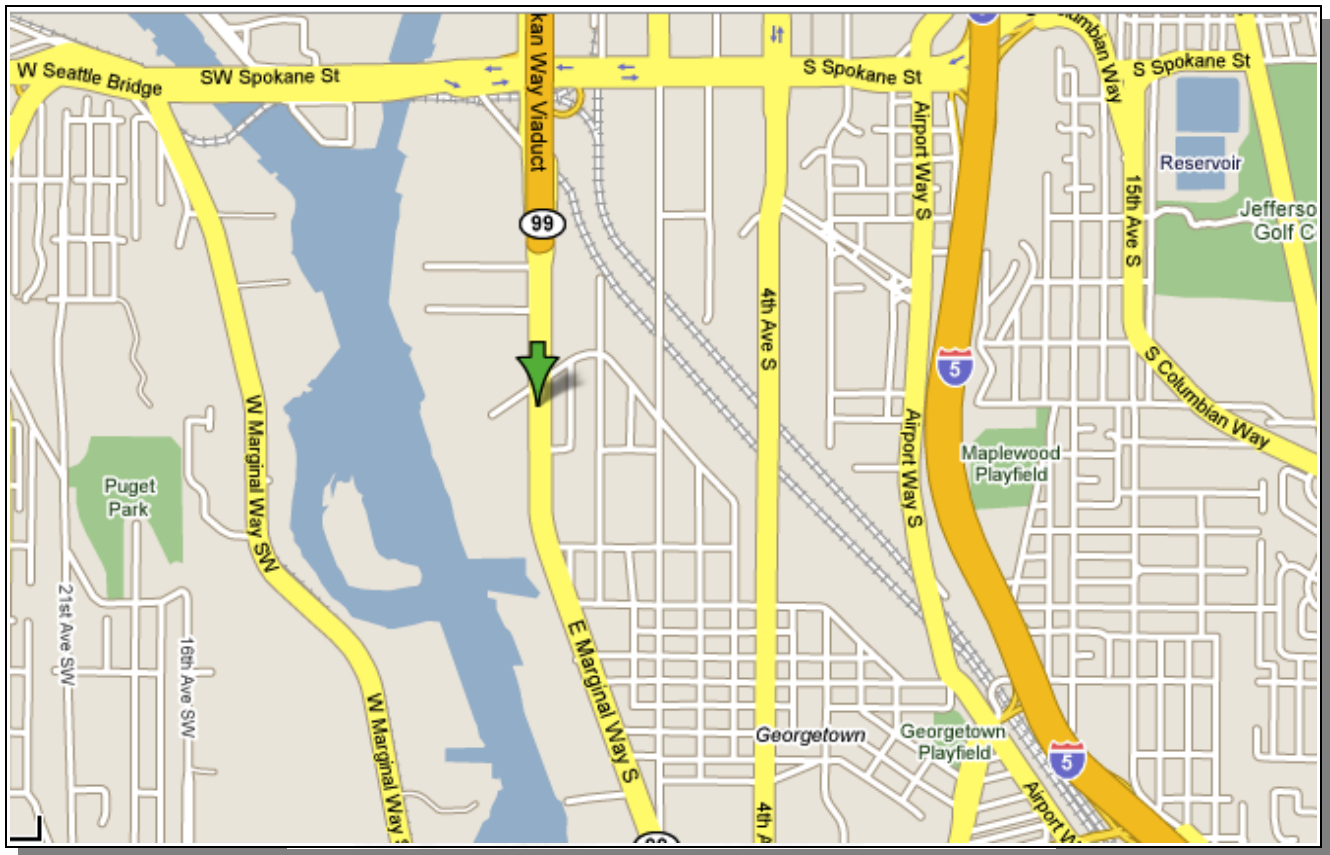 kan Way Viaduct
W Seattle Bridge
SW Spokane St
S Spokane St
umbian Way
S Spokane St
Airport Way S
Reservoir
15th Ave S
Jefferso
Golf C
99
4th Ave S
5
S Columbian Way
W Marginal Way SW
Airport Way S
Maplewood
Playfield
Puget
Park
21st Ave SW
16th Ave SW
E Marginal Way S
W Marginal Way S
Georgetown
Georgetown
Playfield
5
4th A
Airport W